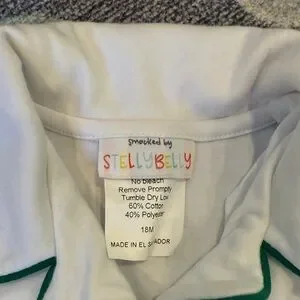 smocked by
STELLYBELLY
No bleach
Remove Promptly
Tumble Dry Low
60% Cotton
40% Polyester
18M
MADE IN EL SALVADOR